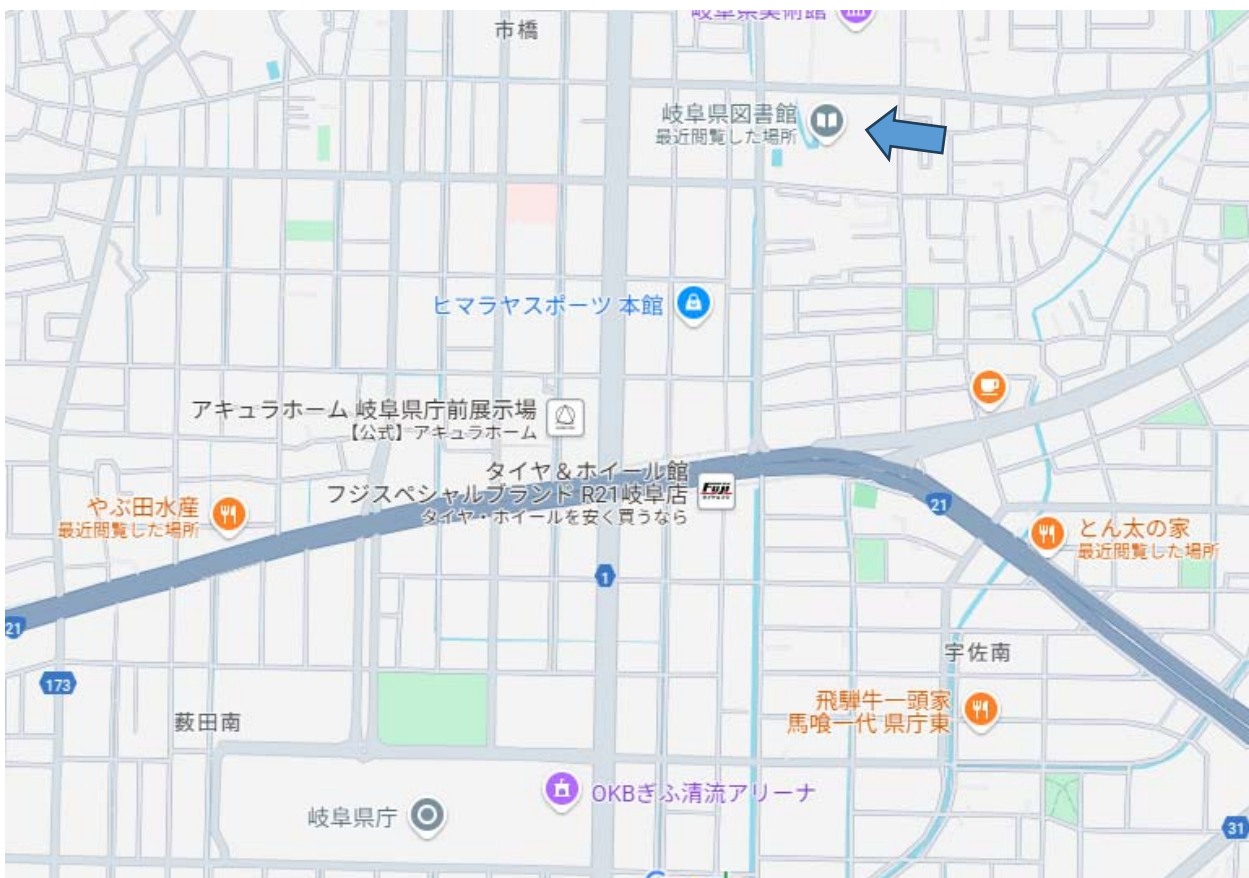 岐阜県美術館
市橋
岐阜県図書館
最近閲覧した場所
ヒマラヤスポーツ 本館
アキュラホーム 岐阜県庁前展示場
【公式】アキュラホーム
タイヤ＆ホイール館
フジスペシャルブランド R21岐阜店
タイヤ・ホイールを安く買うなら
Fuji
やぶ田水産
最近閲覧した場所
21
とん太の家
最近閲覧した場所
1
21
宇佐南
173
飛騨牛一頭家
馬喰一代 県庁東
薮田南
OKBぎふ清流アリーナ
岐阜県庁
31